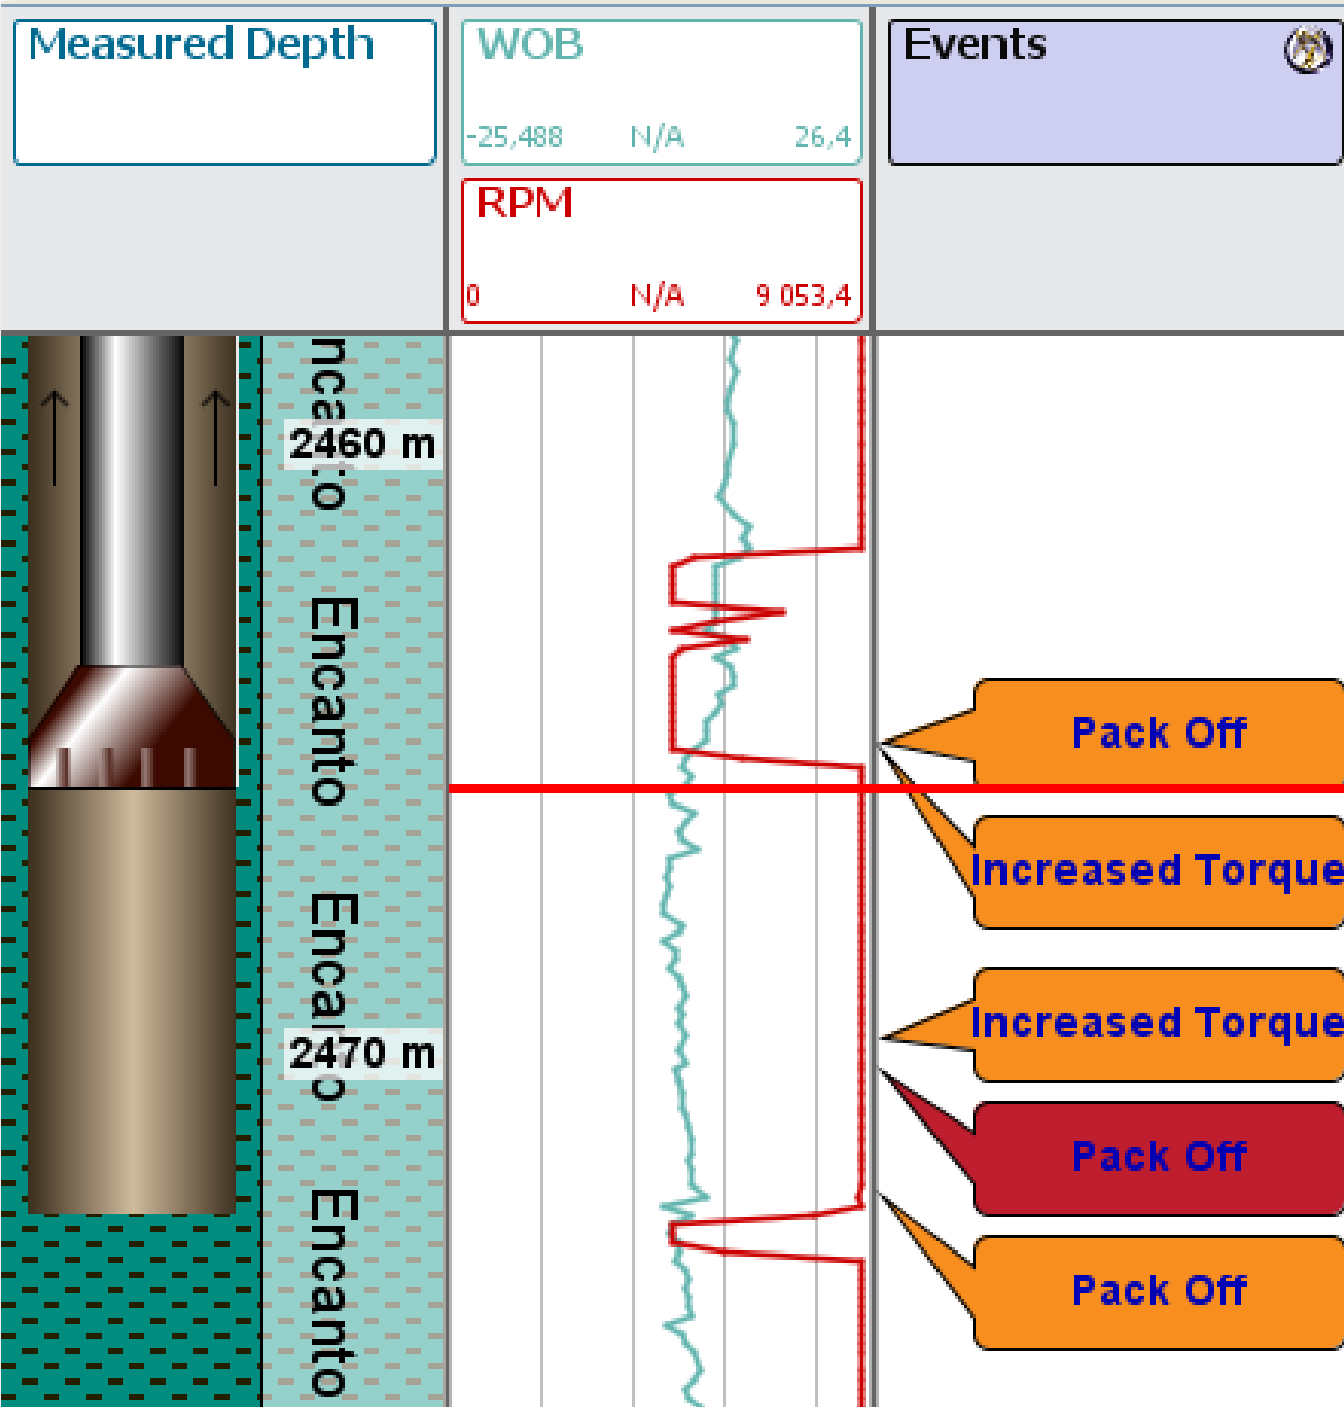 Measured Depth
WOB
-25,488 N/A 26,4
RPM
0 N/A 9 053,4
Events
2460 m
Encanto
Encanto
2470 m
Encanto
Pack Off
Increased Torque
Increased Torque
Pack Off
Pack Off